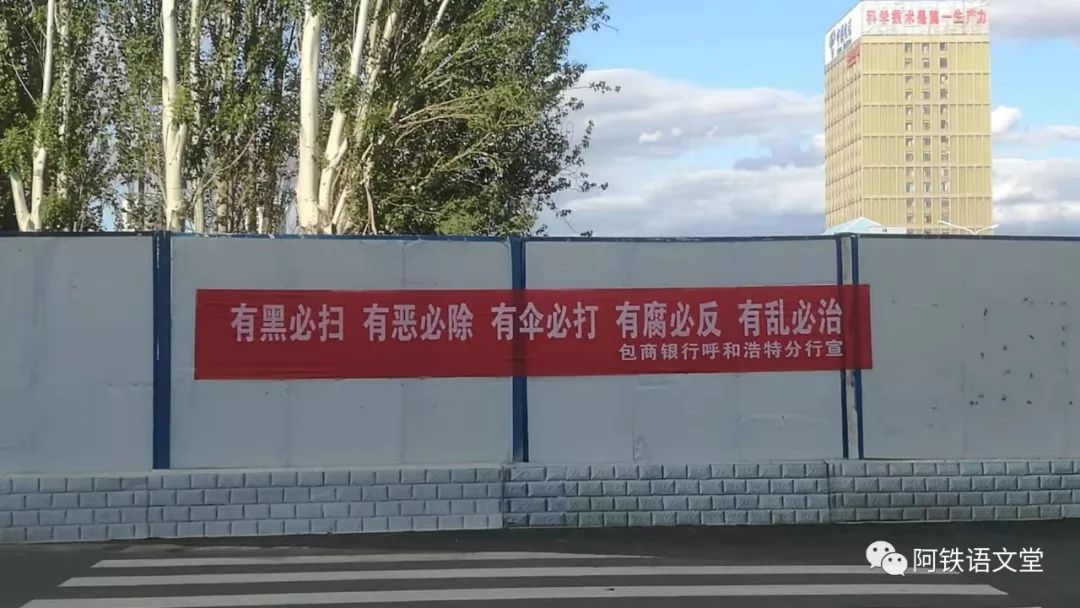 科学技术是第一生产力
有黑必扫 有恶必除 有伞必打 有腐必反 有乱必治
包商银行呼和浩特分行宣
阿铁语文堂